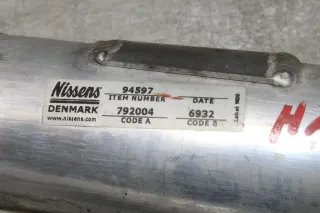 Nissens
DENMARK
www.nissens.com
94597
ITEM NUMBER DATE
792004 6932
CODE A CODE B